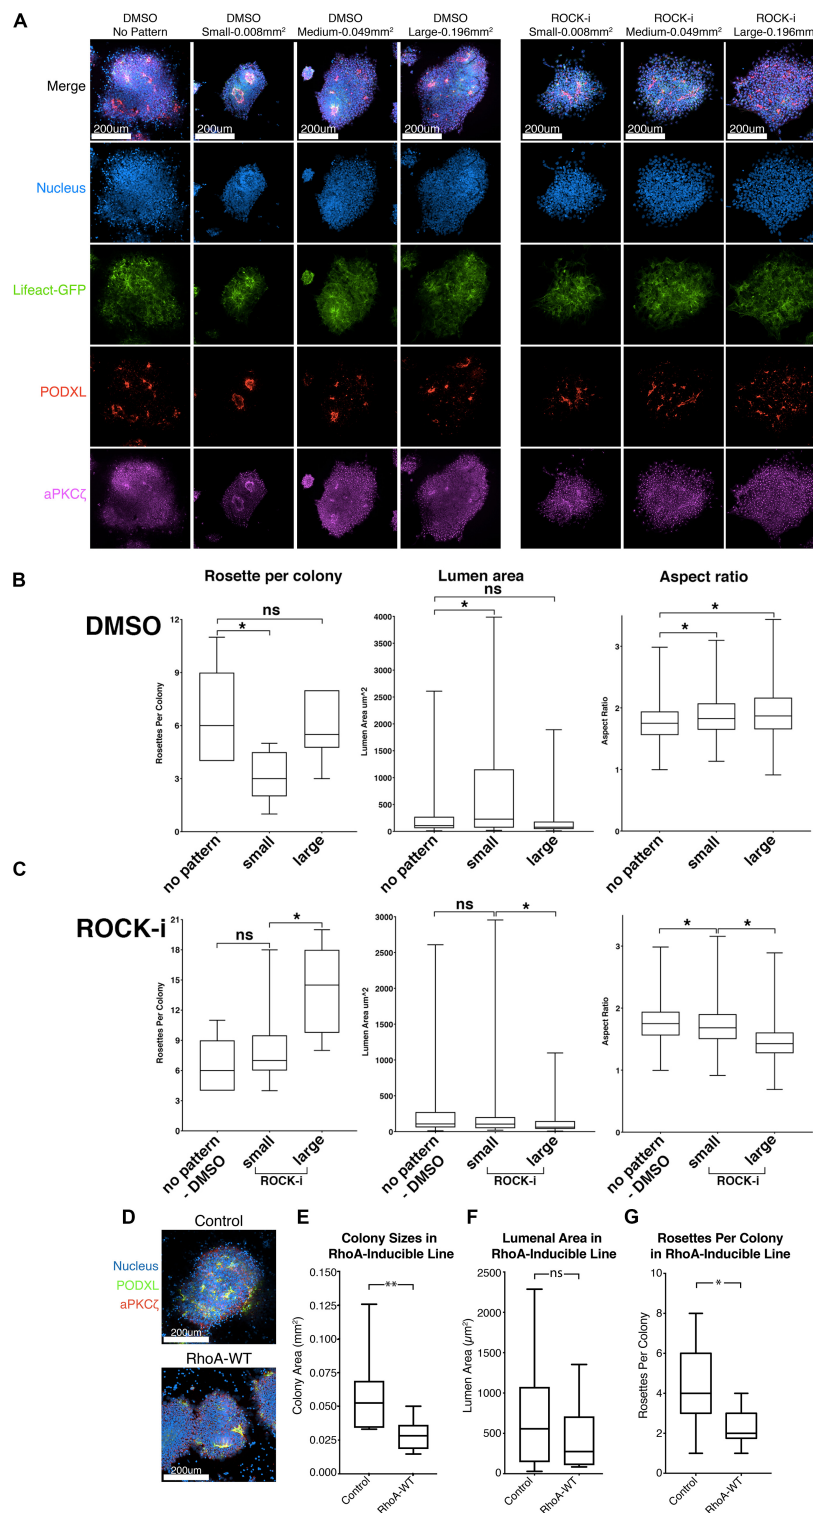 A
DMSO
No Pattern
DMSO
Small-0.008mm²
DMSO
Medium-0.049mm²
DMSO
Large-0.196mm²
ROCK-i
Small-0.008mm²
ROCK-i
Medium-0.049mm²
ROCK-i
Large-0.196mm²
Merge
200um
200um
200um
200um
200um
200um
200um
Nucleus
Lifeact-GFP
PODXL
aPKCζ
B
DMSO
Rosette per colony
Rosettes Per Colony
12
9
6
3
0
ns
*
no pattern
small
large
Lumen area
Lumen Area um^2
4000
3500
3000
2500
2000
1500
1000
500
0
ns
*
no pattern
small
large
Aspect ratio
Aspect Ratio
3
2
1
0
*
*
no pattern
small
large
C
ROCK-i
Rosettes Per Colony
21
18
15
12
9
6
3
0
ns
*
no pattern
- DMSO
small
large
ROCK-i
Lumen Area um^2
3000
2500
2000
1500
1000
500
0
ns
*
no pattern
- DMSO
small
large
ROCK-i
Aspect Ratio
3
2
1
0
*
*
no pattern
- DMSO
small
large
ROCK-i
D
Control
Nucleus
PODXL
aPKCζ
200um
RhoA-WT
200um
E
Colony Sizes in
RhoA-Inducible Line
Colony Area (mm²)
0.150
0.125
0.100
0.075
0.050
0.025
0.000
**
Control
RhoA-WT
F
Lumenal Area in
RhoA-Inducible Line
Lumen Area (µm²)
2500
2000
1500
1000
500
0
ns
Control
RhoA-WT
G
Rosettes Per Colony
in RhoA-Inducible Line
Rosettes Per Colony
10
8
6
4
2
0
*
Control
RhoA-WT